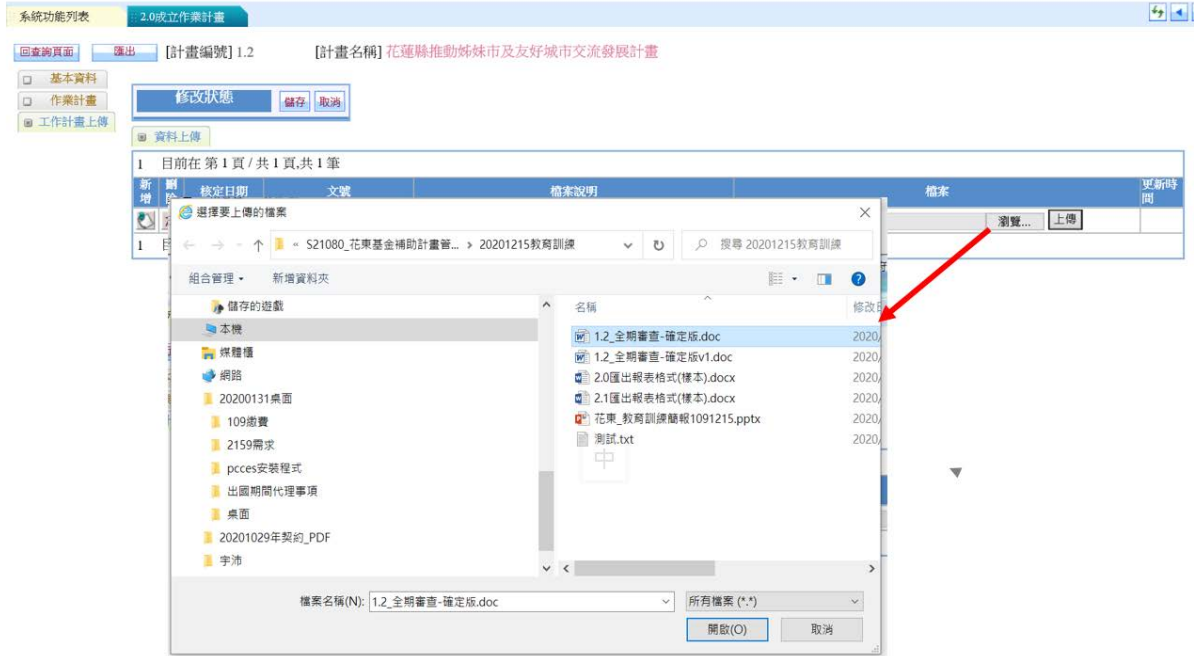 系統功能列表 2.0成立作業計畫
回查詢頁面 匯出 [計畫編號] 1.2 [計畫名稱] 花蓮縣推動姊妹市及友好城市交流發展計畫
基本資料
作業計畫
工作計畫上傳
修改狀態 儲存 取消
資料上傳
1 目前在 第 1 頁 / 共 1 頁,共 1 筆
新增 刪除 核定日期 文號 檔案說明 檔案 更新時間
瀏覽... 上傳
1
選擇要上傳的檔案
« S21080_花東基金補助計畫管... › 20201215教育訓練 搜尋 20201215教育訓練
組合管理 新增資料夾
儲存的遊戲
本機
媒體櫃
網路
20200131桌面
109繳費
2159需求
pcces安裝程式
出國期間代理事項
桌面
20201029年契約_PDF
宇沛
名稱 修改日
1.2_全期審查-確定版.doc 2020/
1.2_全期審查-確定版v1.doc 2020/
2.0匯出報表格式(樣本).docx 2020/
2.1匯出報表格式(樣本).docx 2020/
花東_教育訓練簡報1091215.pptx 2020/
測試.txt 2020/
中
檔案名稱(N): 1.2_全期審查-確定版.doc 所有檔案 (*.*)
開啟(O) 取消